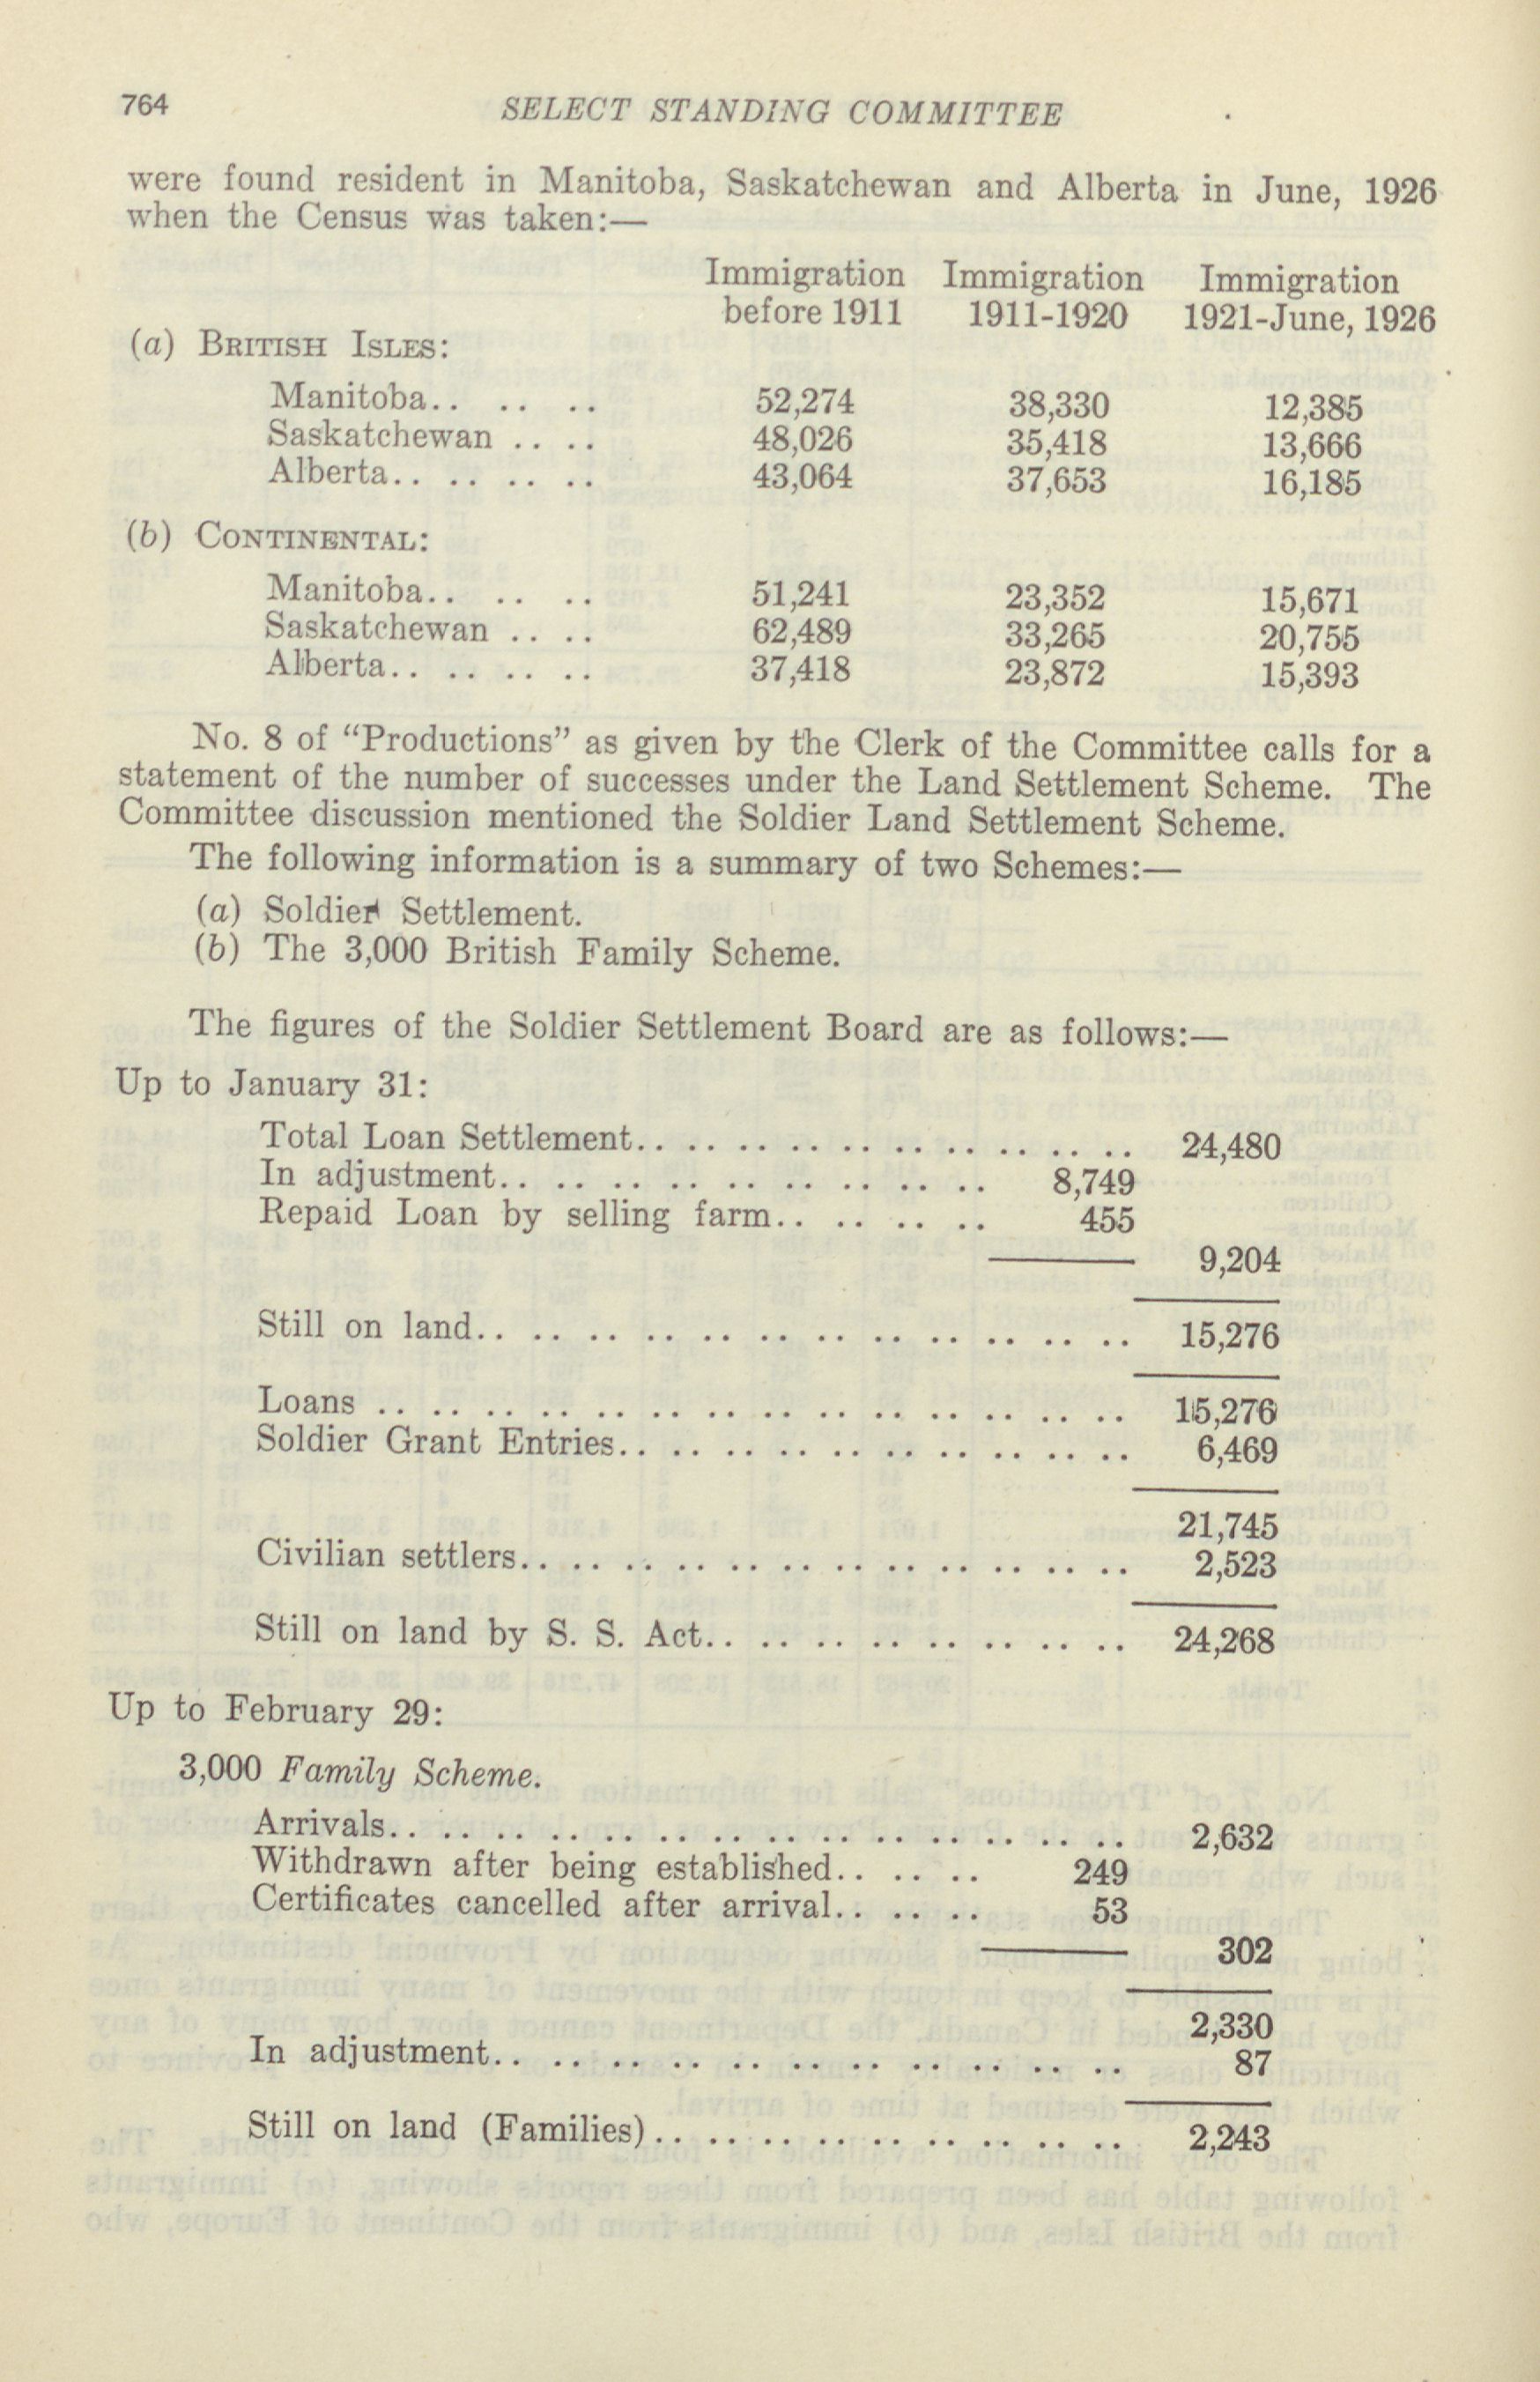 764 SELECT STANDING COMMITTEE
were found resident in Manitoba, Saskatchewan and Alberta in June, 1926
when the Census was taken:—
Immigration Immigration Immigration
before 1911 1911-1920 1921-June, 1926
(a) BRITISH ISLES:
Manitoba.. .. .. .. 52,274 38,330 12,385
Saskatchewan .. .. 48,026 35,418 13,666
Alberta.. .. .. .. 43,064 37,653 16,185
(b) CONTINENTAL:
Manitoba.. .. .. .. 51,241 23,352 15,671
Saskatchewan .. .. 62,489 33,265 20,755
Alberta.. .. .. .. 37,418 23,872 15,393
No. 8 of "Productions" as given by the Clerk of the Committee calls for a
statement of the number of successes under the Land Settlement Scheme. The
Committee discussion mentioned the Soldier Land Settlement Scheme.
The following information is a summary of two Schemes:—
(a) Soldier Settlement.
(b) The 3,000 British Family Scheme.
The figures of the Soldier Settlement Board are as follows:—
Up to January 31:
Total Loan Settlement.. .. .. .. .. .. .. .. .. 24,480
In adjustment.. .. .. .. .. .. .. .. .. 8,749
Repaid Loan by selling farm.. .. .. .. 455
9,204
Still on land.. .. .. .. .. .. .. .. .. .. .. .. 15,276
Loans .. .. .. .. .. .. .. .. .. .. .. .. .. .. 15,276
Soldier Grant Entries.. .. .. .. .. .. .. .. .. .. 6,469
21,745
Civilian settlers.. .. .. .. .. .. .. .. .. .. .. .. 2,523
Still on land by S. S. Act.. .. .. .. .. .. .. .. 24,268
Up to February 29:
3,000 Family Scheme.
Arrivals.. .. .. .. .. .. .. .. .. .. .. .. .. .. 2,632
Withdrawn after being established.. .. .. 249
Certificates cancelled after arrival.. .. .. 53
302
2,330
In adjustment.. .. .. .. .. .. .. .. .. .. .. 87
Still on land (Families).. .. .. .. .. .. .. .. .. 2,243